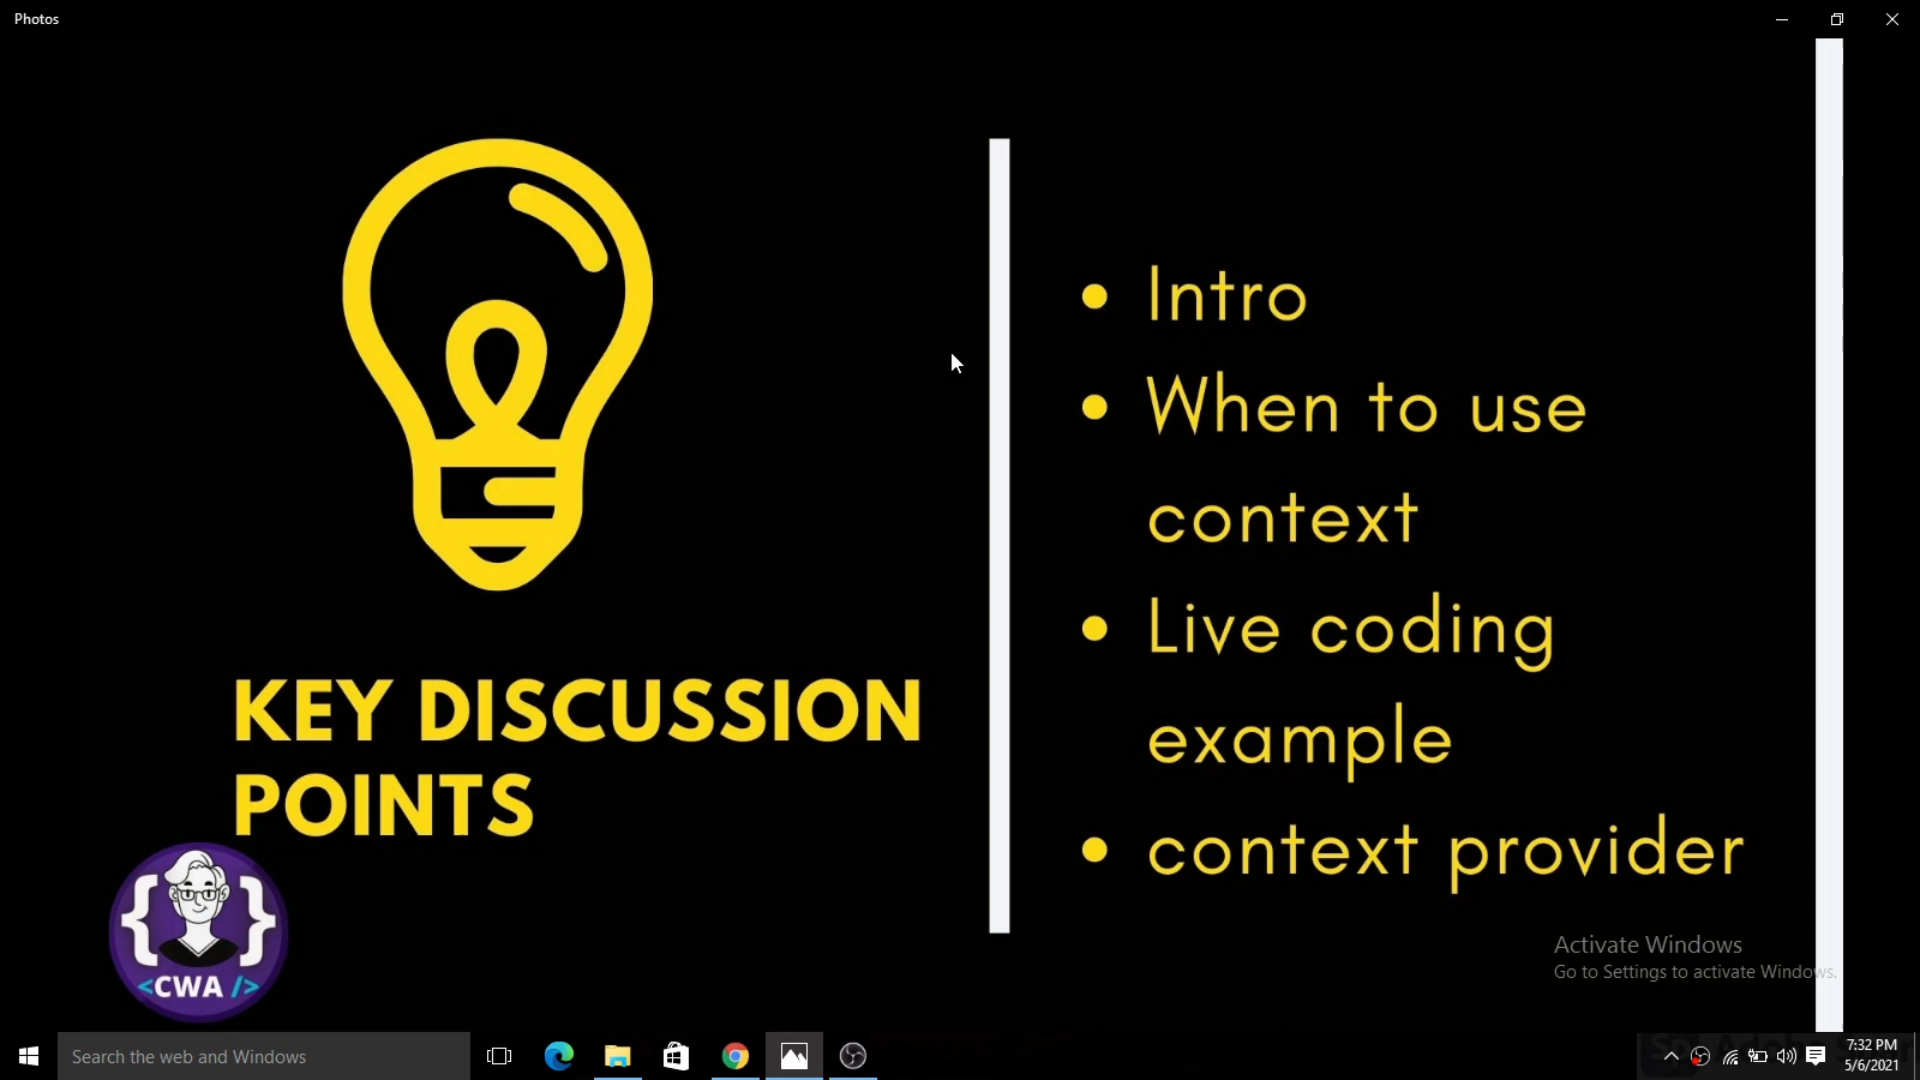 Photos
Intro
When to use
context
Live coding
example
context provider
KEY DISCUSSION
POINTS
{ }
<CWA />
Activate Windows
Go to Settings to activate Windows.
Search the web and Windows
7:32 PM
5/6/2021